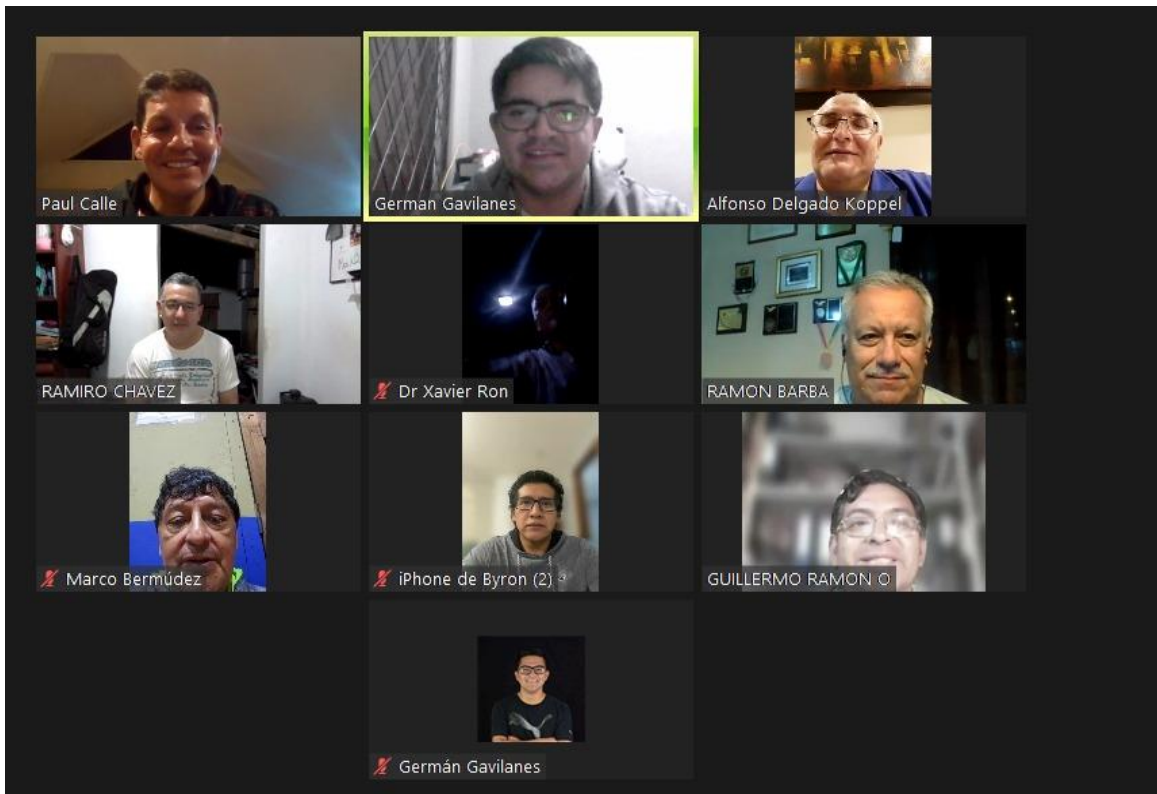 Paul Calle
German Gavilanes
Alfonso Delgado Koppel
RAMIRO CHAVEZ
Dr Xavier Ron
RAMON BARBA
Marco Bermúdez
iPhone de Byron (2)
GUILLERMO RAMON O
Germán Gavilanes